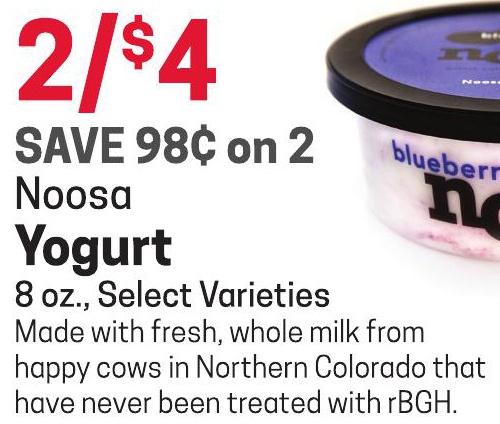 2/$4
SAVE 98¢ on 2
Noosa
Yogurt
8 oz., Select Varieties
Made with fresh, whole milk from
happy cows in Northern Colorado that
have never been treated with rBGH.